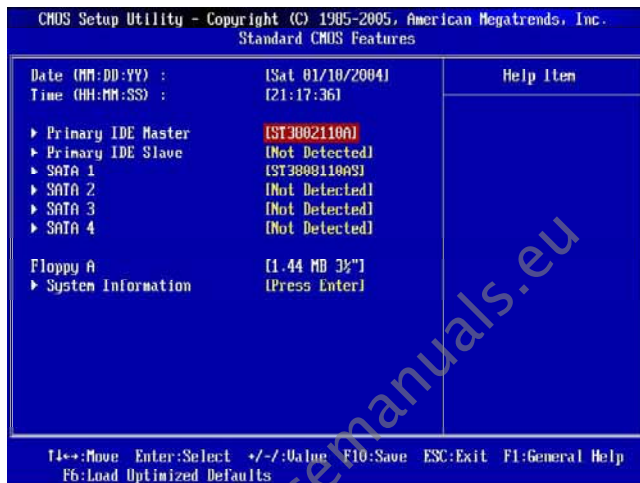 CMOS Setup Utility - Copyright (C) 1985-2005, American Megatrends, Inc.
Standard CMOS Features
Date (MM:DD:YY) : [Sat 01/10/2004]
Help Item
Time (HH:MM:SS) : [21:17:36]
▸ Primary IDE Master [ST3802110A]
▸ Primary IDE Slave [Not Detected]
▸ SATA 1 [ST3808110AS]
▸ SATA 2 [Not Detected]
▸ SATA 3 [Not Detected]
▸ SATA 4 [Not Detected]
Floppy A [1.44 MB 3½"]
▸ System Information [Press Enter]
↑↓←→:Move Enter:Select +/-/:Value F10:Save ESC:Exit F1:General Help
F6:Load Optimized Defaults
semanuals.eu